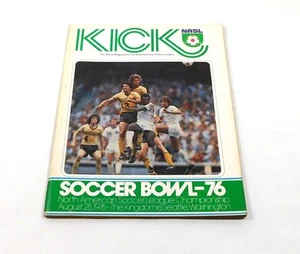 KICK
NASL
SOCCER BOWL-76
North American Soccer League Championship
August 28, 1976-The Kingdome, Seattle, Washington